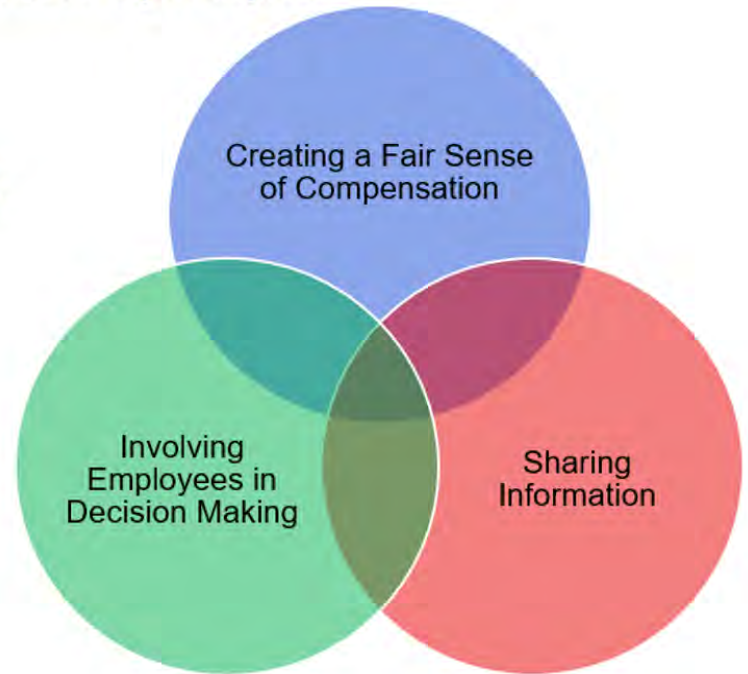 Creating a Fair Sense
of Compensation
Involving
Employees in
Decision Making
Sharing
Information